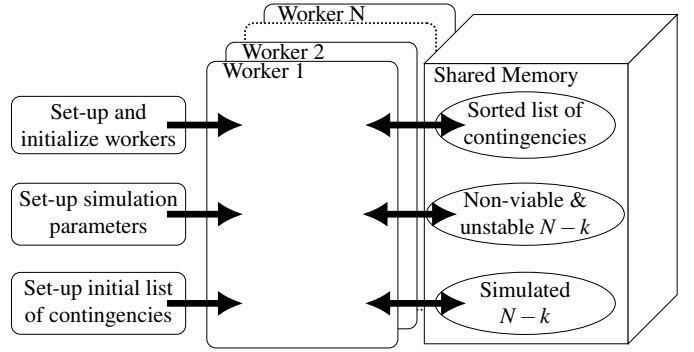 Worker N
Worker 2
Worker 1
Shared Memory
Set-up and
initialize workers
Sorted list of
contingencies
Set-up simulation
parameters
Non-viable &
unstable N − k
Set-up initial list
of contingencies
Simulated
N − k